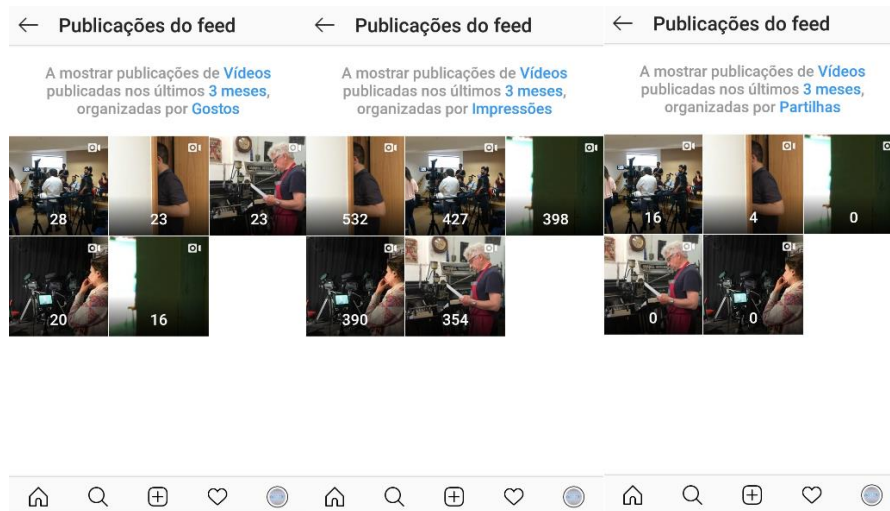 ← Publicações do feed
A mostrar publicações de Vídeos
publicadas nos últimos 3 meses,
organizadas por Gostos
28 23 23
20 16
← Publicações do feed
A mostrar publicações de Vídeos
publicadas nos últimos 3 meses,
organizadas por Impressões
532 427 398
390 354
← Publicações do feed
A mostrar publicações de Vídeos
publicadas nos últimos 3 meses,
organizadas por Partilhas
16 4 0
0 0